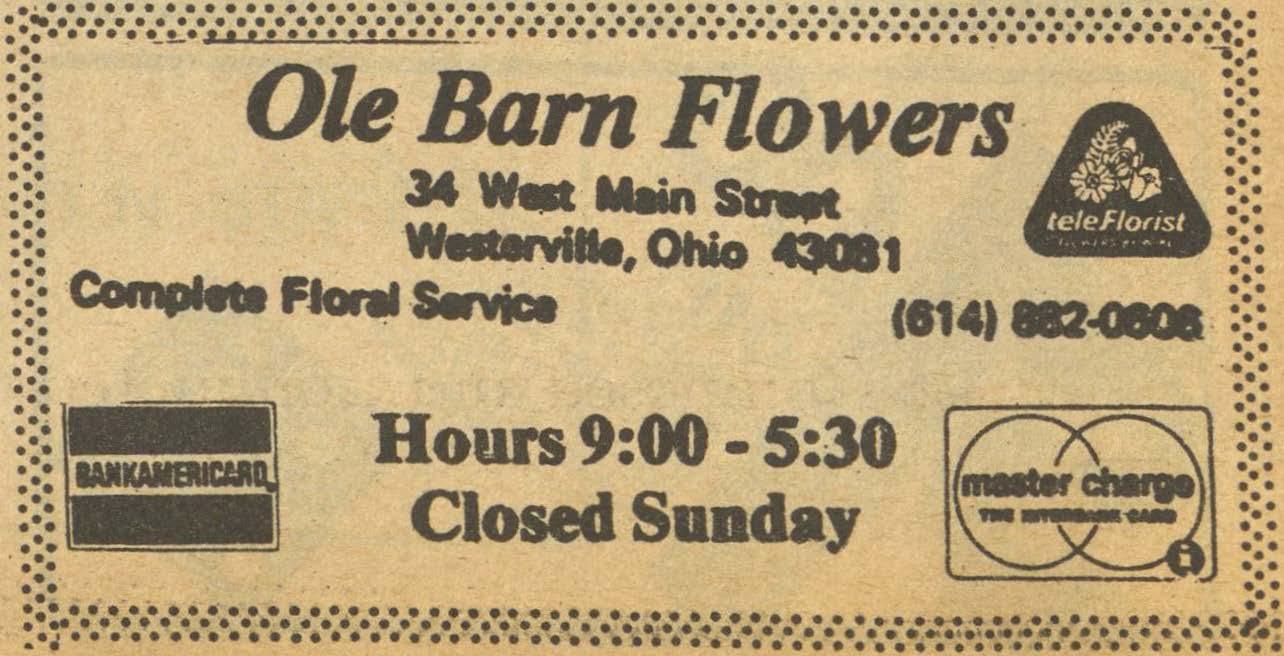 Ole Barn Flowers
34 West Main Street
Westerville, Ohio 43081
teleFlorist
Complete Floral Service
(614) 882-0606
BANKAMERICARD
Hours 9:00 - 5:30
Closed Sunday
master charge
THE INTERBANK CARD
i